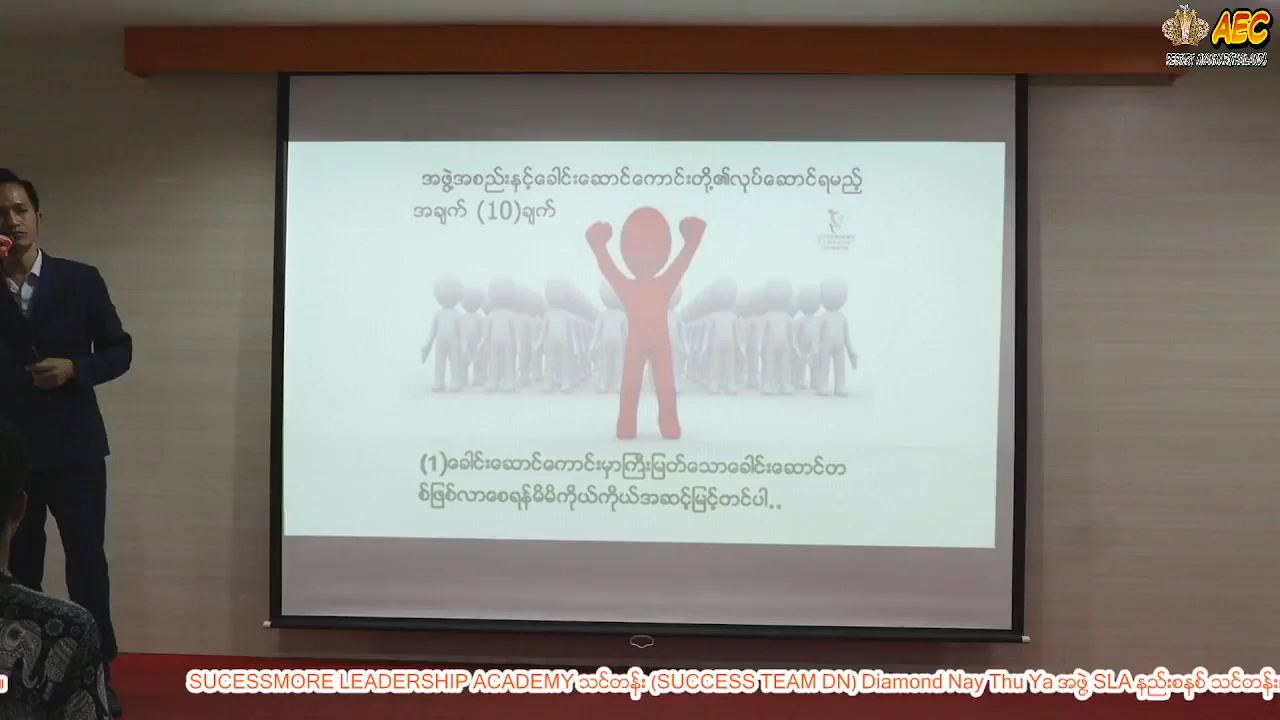 AEC
အဖွဲ့အစည်းနှင့်ခေါင်းဆောင်ကောင်းတို့၏လုပ်ဆောင်ရမည့်
အချက် (10)ချက်
(1)ခေါင်းဆောင်ကောင်းမှာကြီးမြတ်သောခေါင်းဆောင်တ
စ်ဖြစ်လာစေရန်မိမိကိုယ်ကိုယ်အဆင့်မြင့်တင်ပါ..
SUCESSMORE LEADERSHIP ACADEMY သင်တန်း (SUCCESS TEAM DN) Diamond Nay Thu Ya အဖွဲ့ SLA နည်းစနစ် သင်တန်း